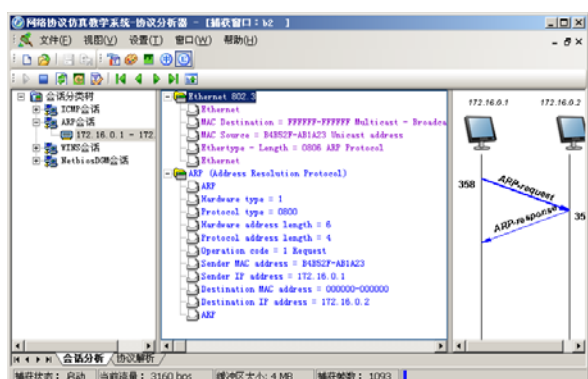 网络协议仿真教学系统-协议分析器 - [捕获窗口:b2 ]
文件(F) 视图(V) 设置(T) 窗口(W) 帮助(H)
会话分类树
ICMP会话
ARP会话
172.16.0.1 - 172.
WINS会话
NetbiosDGM会话
Ethernet 802.3
Ethernet
MAC Destination = FFFFFF-FFFFFF Multicast - Broadca
MAC Source = B4B52F-AB1A23 Unicast address
Ethertype - Length = 0806 ARP Protocol
Ethernet
ARP (Address Resolution Protocol)
ARP
Hardware type = 1
Protocol type = 0800
Hardware address length = 6
Protocol address length = 4
Operation code = 1 Request
Sender MAC address = B4B52F-AB1A23
Sender IP address = 172.16.0.1
Destination MAC address = 000000-000000
Destination IP address = 172.16.0.2
ARP
172.16.0.1 172.16.0.2
358
ARP-request
35
ARP-response
会话分析 协议解析
捕获状态: 启动 当前流量: 3160 bps 缓冲区大小: 4 MB 捕获帧数: 1093